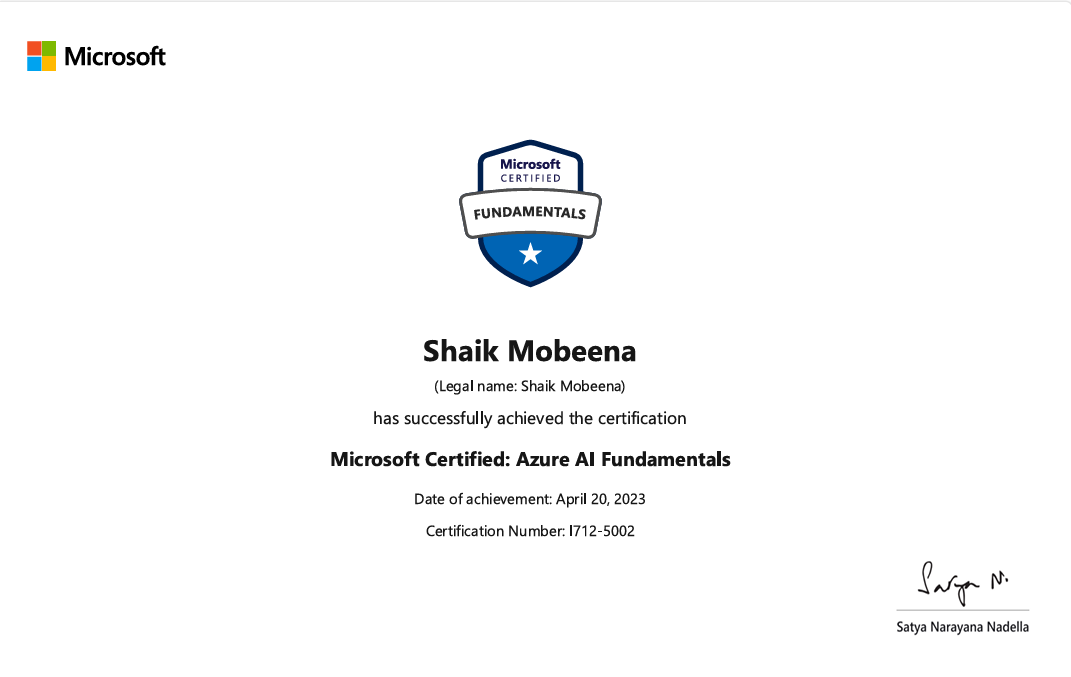 Microsoft
Microsoft
CERTIFIED
FUNDAMENTALS
Shaik Mobeena
(Legal name: Shaik Mobeena)
has successfully achieved the certification
Microsoft Certified: Azure AI Fundamentals
Date of achievement: April 20, 2023
Certification Number: I712-5002
Satya N.
Satya Narayana Nadella